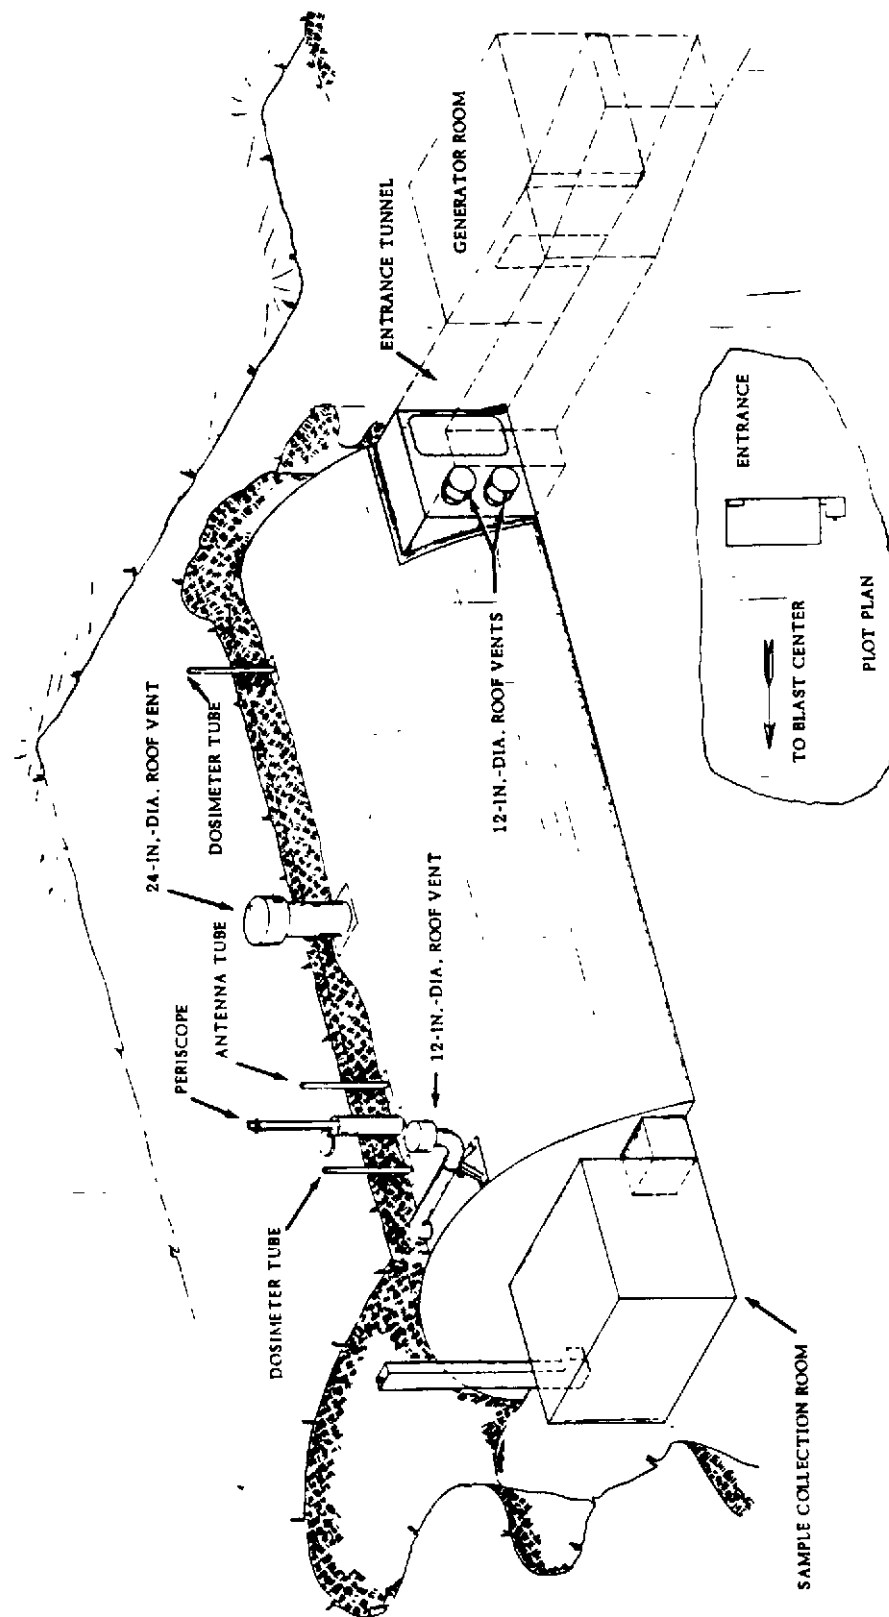 PERISCOPE
ANTENNA TUBE
24-IN.-DIA. ROOF VENT
DOSIMETER TUBE
DOSIMETER TUBE
12-IN.-DIA. ROOF VENT
12-IN.-DIA. ROOF VENTS
ENTRANCE TUNNEL
GENERATOR ROOM
SAMPLE COLLECTION ROOM
TO BLAST CENTER
ENTRANCE
PLOT PLAN